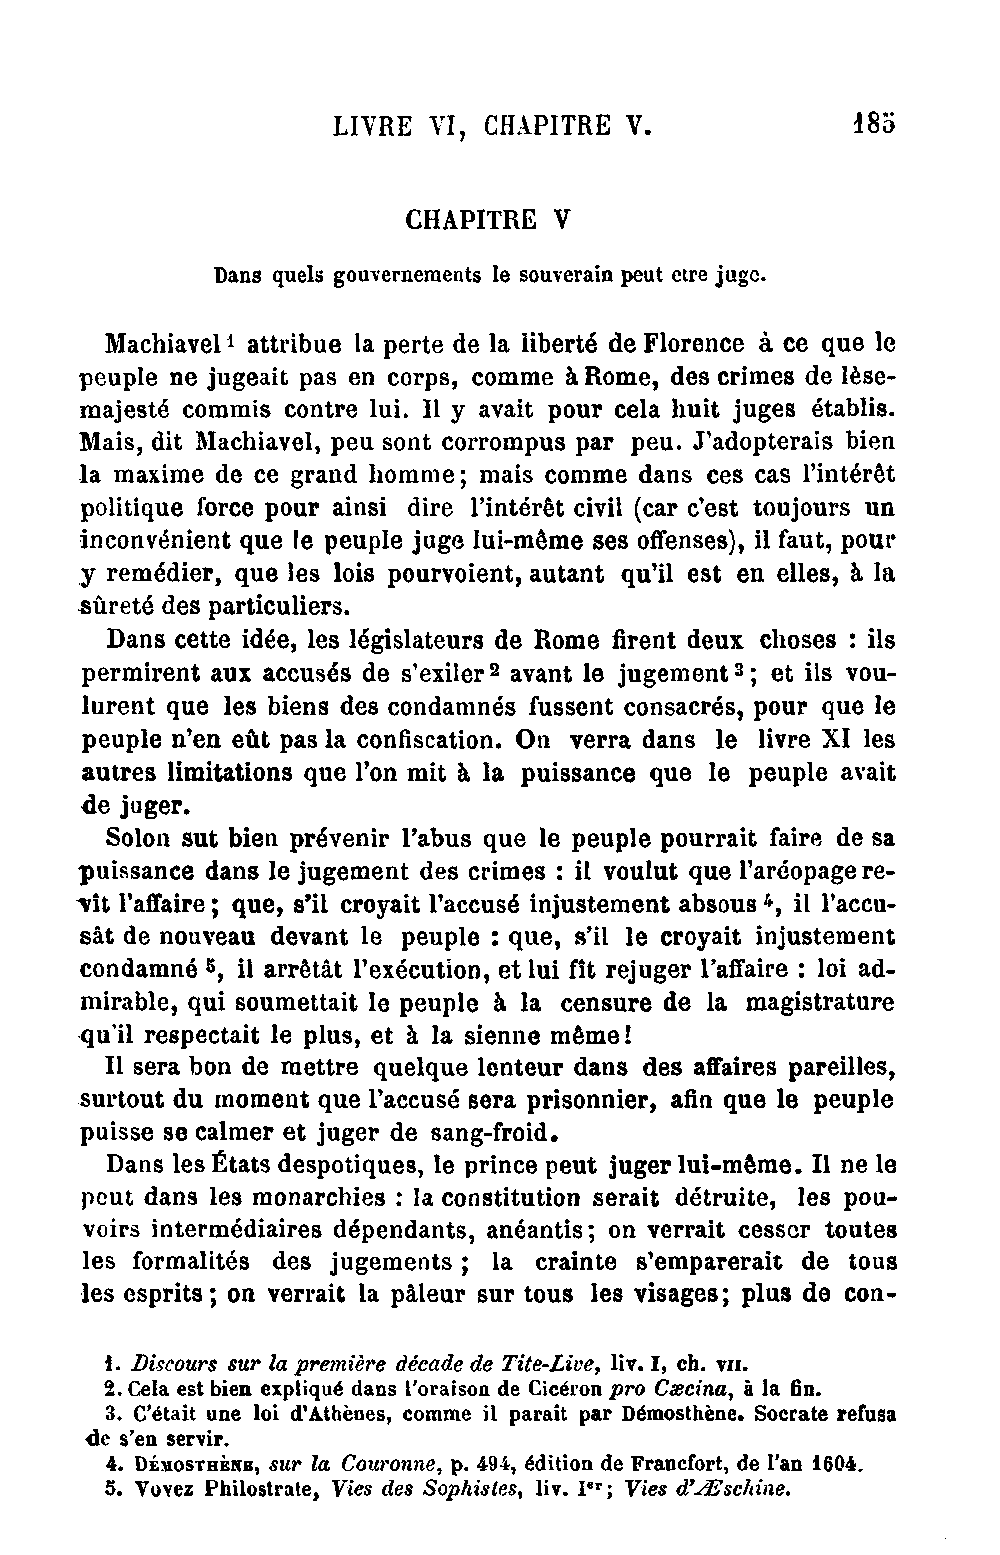 LIVRE VI, CHAPITRE V. 185
CHAPITRE V
Dans quels gouvernements le souverain peut être juge.
Machiavel¹ attribue la perte de la liberté de Florence à ce que le
peuple ne jugeait pas en corps, comme à Rome, des crimes de lèse-
majesté commis contre lui. Il y avait pour cela huit juges établis.
Mais, dit Machiavel, peu sont corrompus par peu. J'adopterais bien
la maxime de ce grand homme; mais comme dans ces cas l'intérêt
politique force pour ainsi dire l'intérêt civil (car c'est toujours un
inconvénient que le peuple juge lui-même ses offenses), il faut, pour
y remédier, que les lois pourvoient, autant qu'il est en elles, à la
sûreté des particuliers.
Dans cette idée, les législateurs de Rome firent deux choses : ils
permirent aux accusés de s'exiler² avant le jugement³; et ils vou-
lurent que les biens des condamnés fussent consacrés, pour que le
peuple n'en eût pas la confiscation. On verra dans le livre XI les
autres limitations que l'on mit à la puissance que le peuple avait
de juger.
Solon sut bien prévenir l'abus que le peuple pourrait faire de sa
puissance dans le jugement des crimes : il voulut que l'aréopage re-
vît l'affaire; que, s'il croyait l'accusé injustement absous⁴, il l'accu-
sât de nouveau devant le peuple : que, s'il le croyait injustement
condamné⁵, il arrêtât l'exécution, et lui fît rejuger l'affaire : loi ad-
mirable, qui soumettait le peuple à la censure de la magistrature
qu'il respectait le plus, et à la sienne même!
Il sera bon de mettre quelque lenteur dans des affaires pareilles,
surtout du moment que l'accusé sera prisonnier, afin que le peuple
puisse se calmer et juger de sang-froid.
Dans les États despotiques, le prince peut juger lui-même. Il ne le
peut dans les monarchies : la constitution serait détruite, les pou-
voirs intermédiaires dépendants, anéantis; on verrait cesser toutes
les formalités des jugements; la crainte s'emparerait de tous
les esprits; on verrait la pâleur sur tous les visages; plus de con-
1. Discours sur la première décade de Tite-Live, liv. I, ch. VII.
2. Cela est bien expliqué dans l'oraison de Cicéron pro Cæcina, à la fin.
3. C'était une loi d'Athènes, comme il paraît par Démosthène. Socrate refusa
de s'en servir.
4. DÉMOSTHÈNE, sur la Couronne, p. 494, édition de Francfort, de l'an 1604.
5. Voyez Philostrate, Vies des Sophistes, liv. Iᵉʳ; Vies d'Æschine.